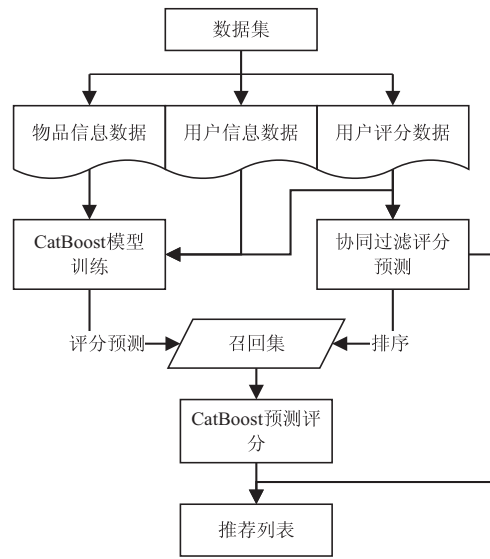 数据集
物品信息数据
用户信息数据
用户评分数据
CatBoost模型
训练
协同过滤评分
预测
评分预测
召回集
排序
CatBoost预测评
分
推荐列表